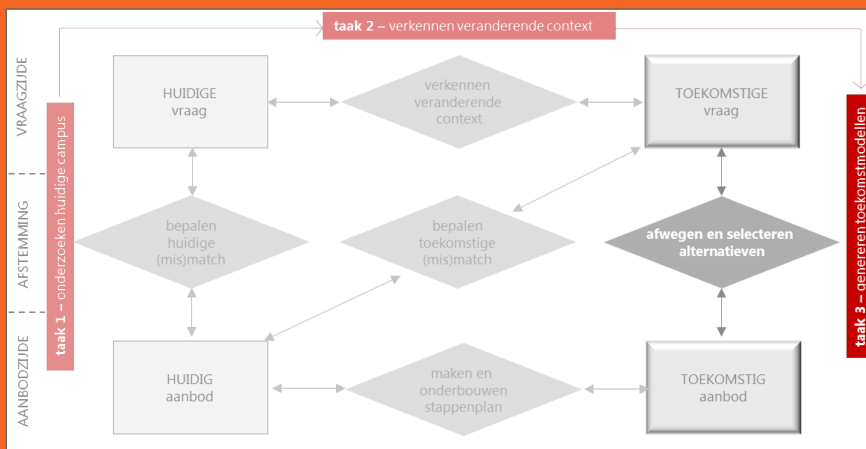 taak 2 – verkennen veranderende context
VRAAGZIJDE
AFSTEMMING
AANBODZIJDE
taak 1 – onderzoeken huidige campus
HUIDIGE
vraag
verkennen
veranderende
context
TOEKOMSTIGE
vraag
bepalen
huidige
(mis)match
bepalen
toekomstige
(mis)match
afwegen en selecteren
alternatieven
HUIDIG
aanbod
maken en
onderbouwen
stappenplan
TOEKOMSTIG
aanbod
taak 3 – genereren toekomstmodellen